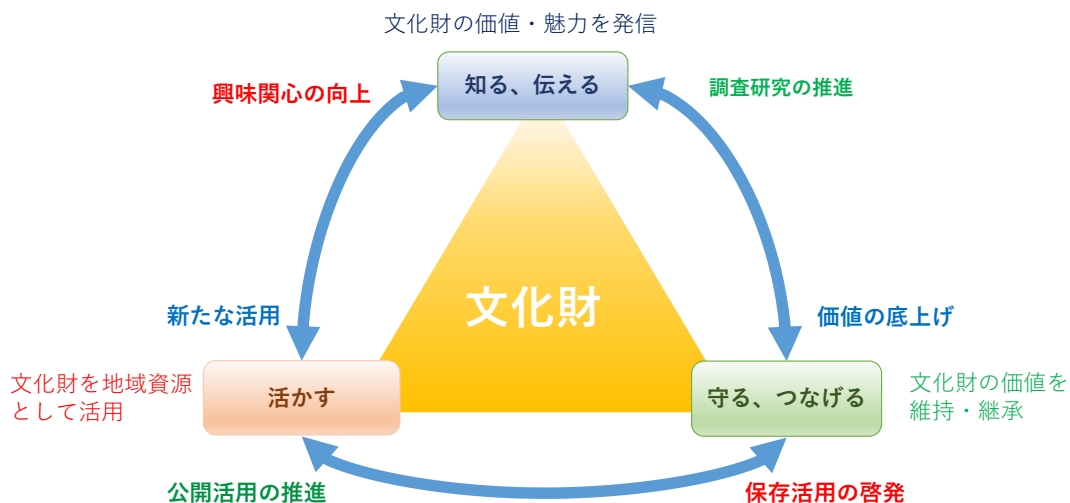 文化財の価値・魅力を発信
知る、伝える
興味関心の向上
調査研究の推進
文化財
新たな活用
価値の底上げ
文化財を地域資源
として活用
活かす
守る、つなげる
文化財の価値を
維持・継承
公開活用の推進
保存活用の啓発